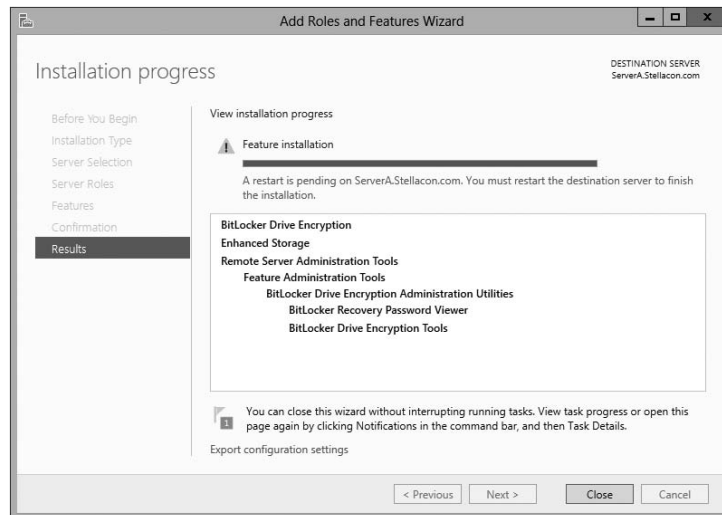 Add Roles and Features Wizard
Installation progress
DESTINATION SERVER
ServerA.Stellacon.com
Before You Begin
Installation Type
Server Selection
Server Roles
Features
Confirmation
Results
View installation progress
Feature installation
A restart is pending on ServerA.Stellacon.com. You must restart the destination server to finish
the installation.
BitLocker Drive Encryption
Enhanced Storage
Remote Server Administration Tools
Feature Administration Tools
BitLocker Drive Encryption Administration Utilities
BitLocker Recovery Password Viewer
BitLocker Drive Encryption Tools
1
You can close this wizard without interrupting running tasks. View task progress or open this
page again by clicking Notifications in the command bar, and then Task Details.
Export configuration settings
< Previous
Next >
Close
Cancel